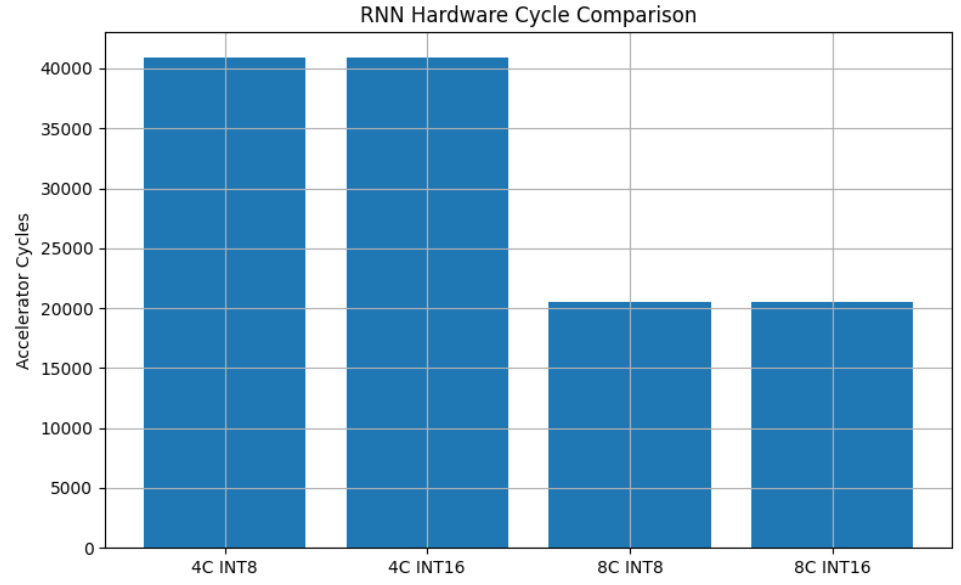 RNN Hardware Cycle Comparison
Accelerator Cycles
40000
35000
30000
25000
20000
15000
10000
5000
0
4C INT8
4C INT16
8C INT8
8C INT16